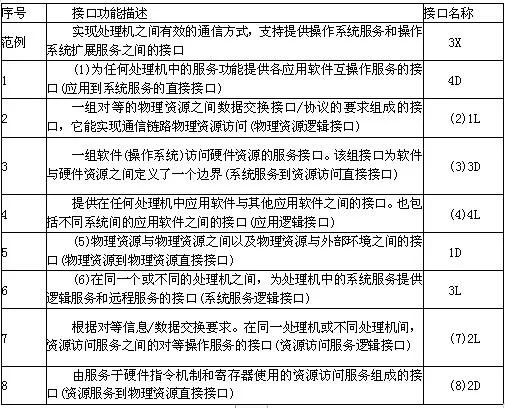 序号 接口功能描述 接口名称
范例 实现处理机之间有效的通信方式，支持提供操作系统服务和操作 3X
系统扩展服务之间的接口
1 (1)为任何处理机中的服务功能提供各应用软件互操作服务的接 4D
口(应用到系统服务的直接接口)
2 一组对等的物理资源之间数据交换接口/协议的要求组成的接 (2)1L
口，它能实现通信链路物理资源访问(物理资源逻辑接口)
3 一组软件(操作系统)访问硬件资源的服务接口。该组接口为软件 (3)3D
与硬件资源之间定义了一个边界(系统服务到资源访问直接接口)
4 提供在任何处理机中应用软件与其他应用软件之间的接口。也包 (4)4L
括不同系统间的应用软件之间的接口(应用逻辑接口)
5 (5)物理资源与物理资源之间以及物理资源与外部环境之间的接 1D
口(物理资源到物理资源直接接口)
6 (6)在同一个或不同的处理机之间，为处理机中的系统服务提供 3L
逻辑服务和远程服务的接口(系统服务逻辑接口)
7 根据对等信息/数据交换要求。在同一处理机或不同处理机间， (7)2L
资源访问服务之间的对等操作服务的接口(资源访问服务逻辑接口)
8 由服务于硬件指令机制和寄存器使用的资源访问服务组成的接 (8)2D
口(资源服务到物理资源直接接口)